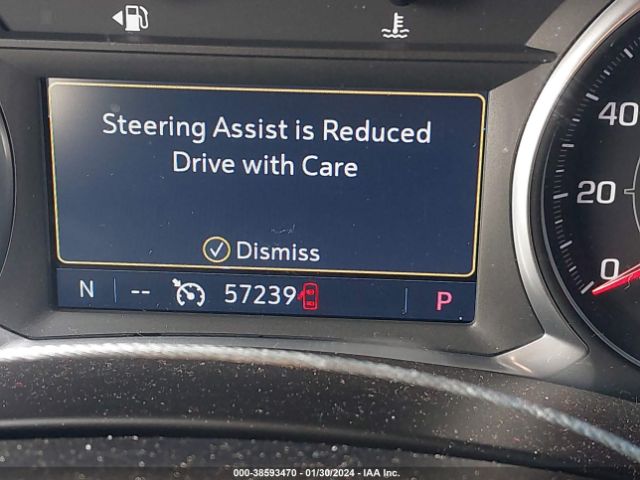 Steering Assist is Reduced
Drive with Care
Dismiss
N -- 57239 P
40
20
0
000-38593470 - 01/30/2024 - IAA Inc.